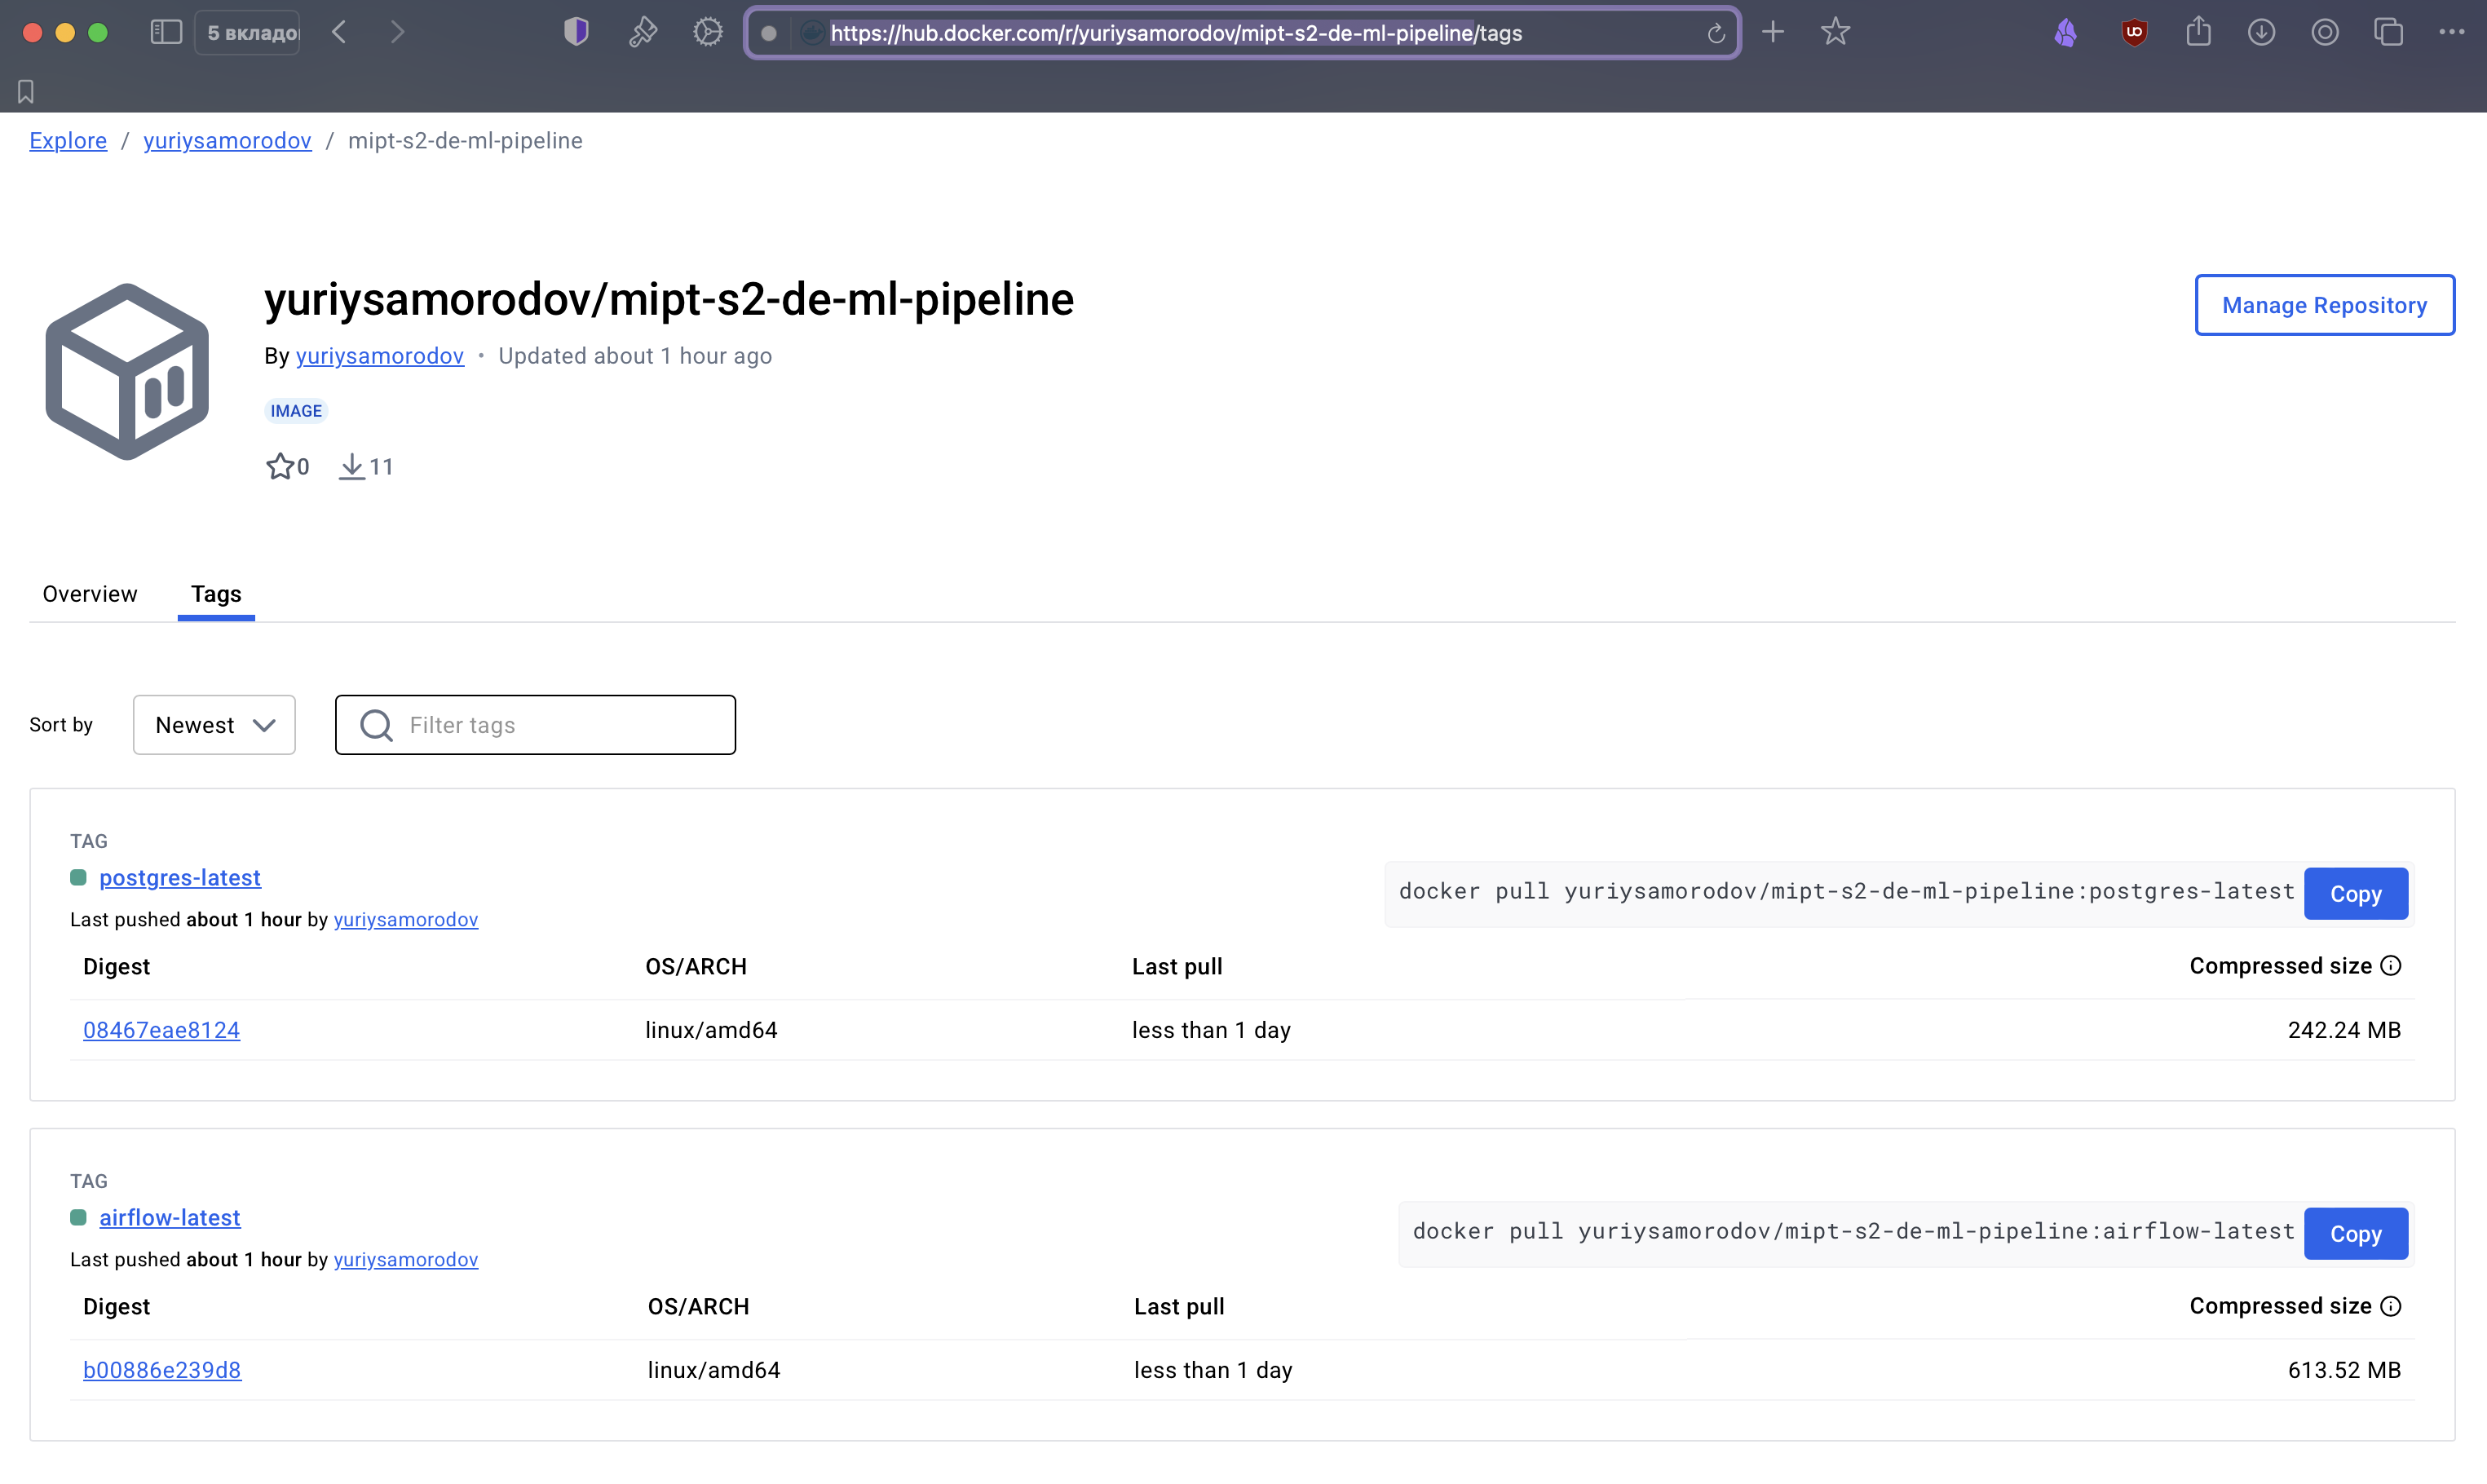 5 вкладо
https://hub.docker.com/r/yuriysamorodov/mipt-s2-de-ml-pipeline/tags
Explore / yuriysamorodov / mipt-s2-de-ml-pipeline
yuriysamorodov/mipt-s2-de-ml-pipeline
Manage Repository
By yuriysamorodov • Updated about 1 hour ago
IMAGE
0 11
Overview Tags
Sort by Newest Filter tags
TAG
postgres-latest
docker pull yuriysamorodov/mipt-s2-de-ml-pipeline:postgres-latest Copy
Last pushed about 1 hour by yuriysamorodov
Digest OS/ARCH Last pull Compressed size
08467eae8124 linux/amd64 less than 1 day 242.24 MB
TAG
airflow-latest
docker pull yuriysamorodov/mipt-s2-de-ml-pipeline:airflow-latest Copy
Last pushed about 1 hour by yuriysamorodov
Digest OS/ARCH Last pull Compressed size
b00886e239d8 linux/amd64 less than 1 day 613.52 MB